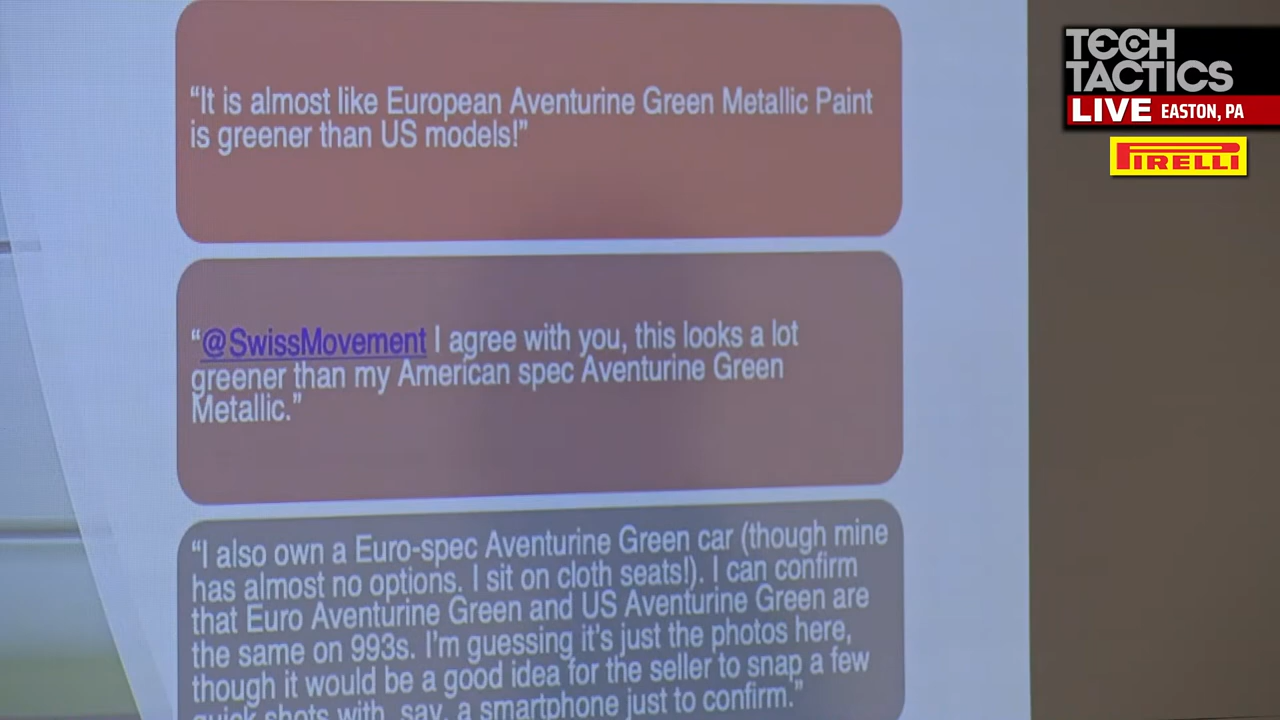 TECH
TACTICS
LIVE EASTON, PA
PIRELLI
“It is almost like European Aventurine Green Metallic Paint
is greener than US models!”
“@SwissMovement I agree with you, this looks a lot
greener than my American spec Aventurine Green
Metallic.”
“I also own a Euro-spec Aventurine Green car (though mine
has almost no options. I sit on cloth seats!). I can confirm
that Euro Aventurine Green and US Aventurine Green are
the same on 993s. I’m guessing it’s just the photos here,
though it would be a good idea for the seller to snap a few
quick shots with, say, a smartphone just to confirm.”